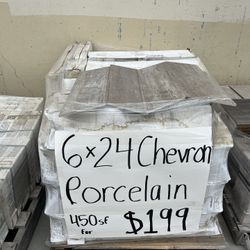 6x24 Chevron
Porcelain
450sf for $199